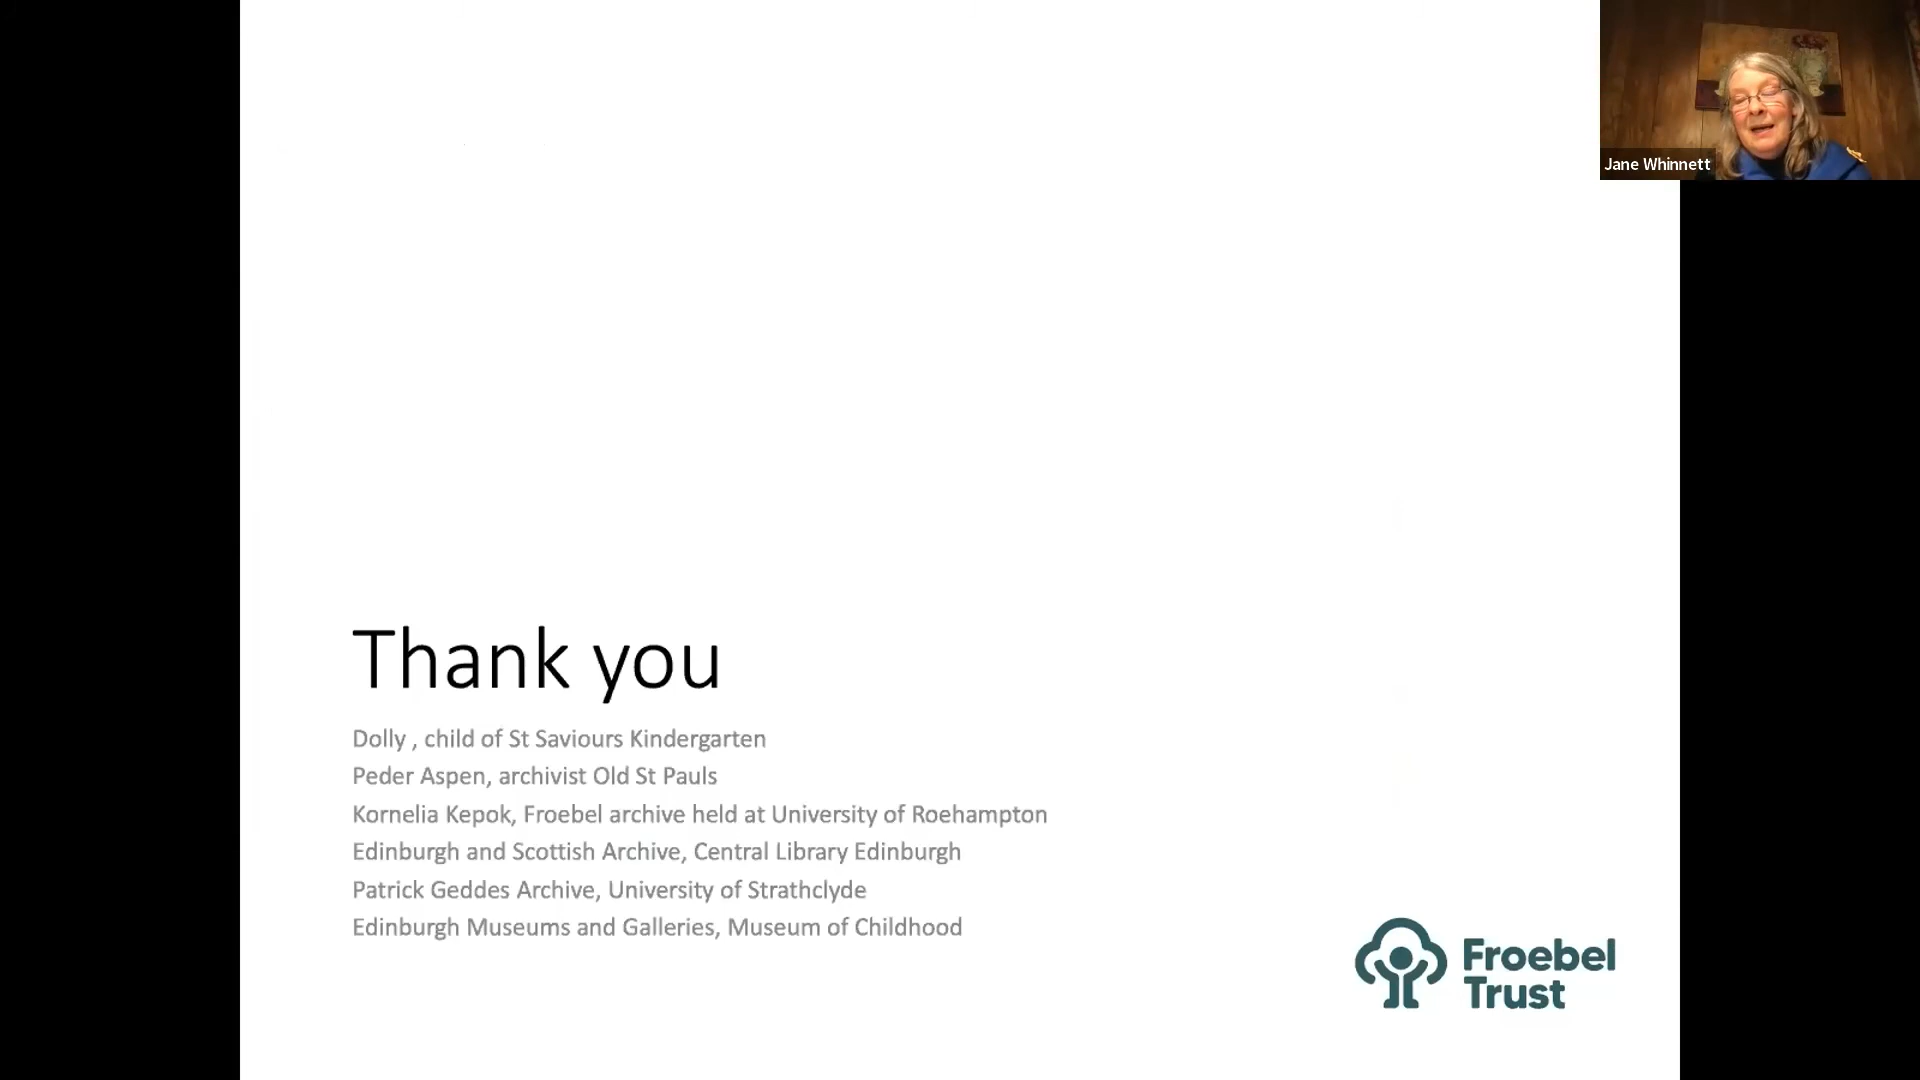 Jane Whinnett
Thank you
Dolly , child of St Saviours Kindergarten
Peder Aspen, archivist Old St Pauls
Kornelia Kepok, Froebel archive held at University of Roehampton
Edinburgh and Scottish Archive, Central Library Edinburgh
Patrick Geddes Archive, University of Strathclyde
Edinburgh Museums and Galleries, Museum of Childhood
Froebel
Trust